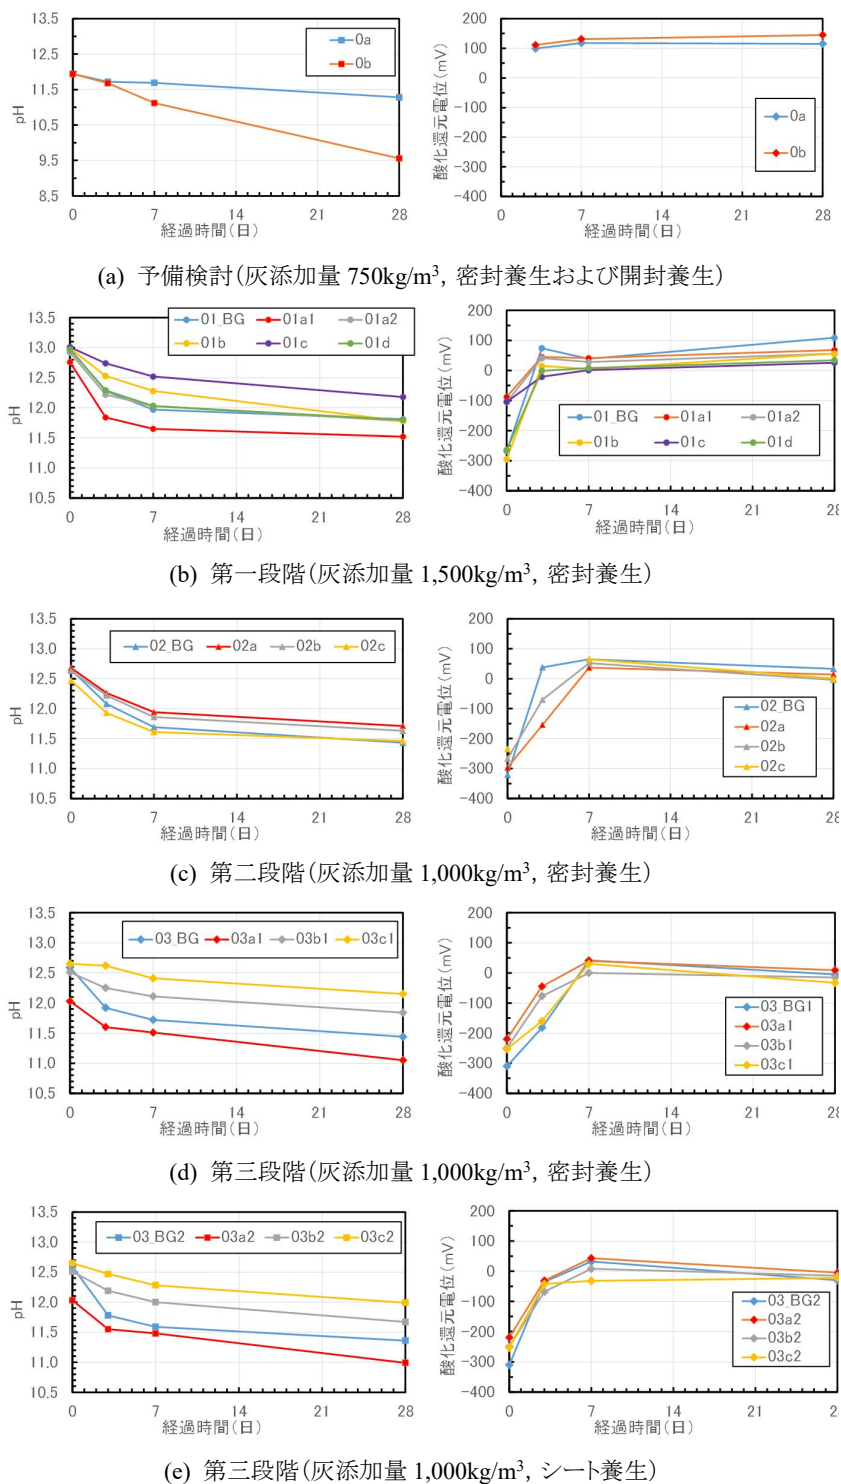 13.5
12.5
11.5
10.5
9.5
8.5
pH
0a
0b
0
7
14
21
28
経過時間(日)
200
100
0
-100
-200
-300
-400
酸化還元電位(mV)
0a
0b
0
7
14
21
28
経過時間(日)
(a) 予備検討(灰添加量 750kg/m³, 密封養生および開封養生)
13.5
13.0
12.5
12.0
11.5
11.0
10.5
pH
01_BG 01a1 01a2
01b 01c 01d
0
7
14
21
28
経過時間(日)
200
100
0
-100
-200
-300
-400
酸化還元電位(mV)
01_BG 01a1 01a2
01b 01c 01d
0
7
14
21
28
経過時間(日)
(b) 第一段階(灰添加量 1,500kg/m³, 密封養生)
13.5
13.0
12.5
12.0
11.5
11.0
10.5
pH
02_BG 02a 02b 02c
0
7
14
21
28
経過時間(日)
200
100
0
-100
-200
-300
-400
酸化還元電位(mV)
02_BG
02a
02b
02c
0
7
14
21
28
経過時間(日)
(c) 第二段階(灰添加量 1,000kg/m³, 密封養生)
13.5
13.0
12.5
12.0
11.5
11.0
10.5
pH
03_BG 03a1 03b1 03c1
0
7
14
21
28
経過時間(日)
200
100
0
-100
-200
-300
-400
酸化還元電位(mV)
03_BG1
03a1
03b1
03c1
0
7
14
21
28
経過時間(日)
(d) 第三段階(灰添加量 1,000kg/m³, 密封養生)
13.5
13.0
12.5
12.0
11.5
11.0
10.5
pH
03_BG2 03a2 03b2 03c2
0
7
14
21
28
経過時間(日)
200
100
0
-100
-200
-300
-400
酸化還元電位(mV)
03_BG2
03a2
03b2
03c2
0
7
14
21
2
経過時間(日)
(e) 第三段階(灰添加量 1,000kg/m³, シート養生)